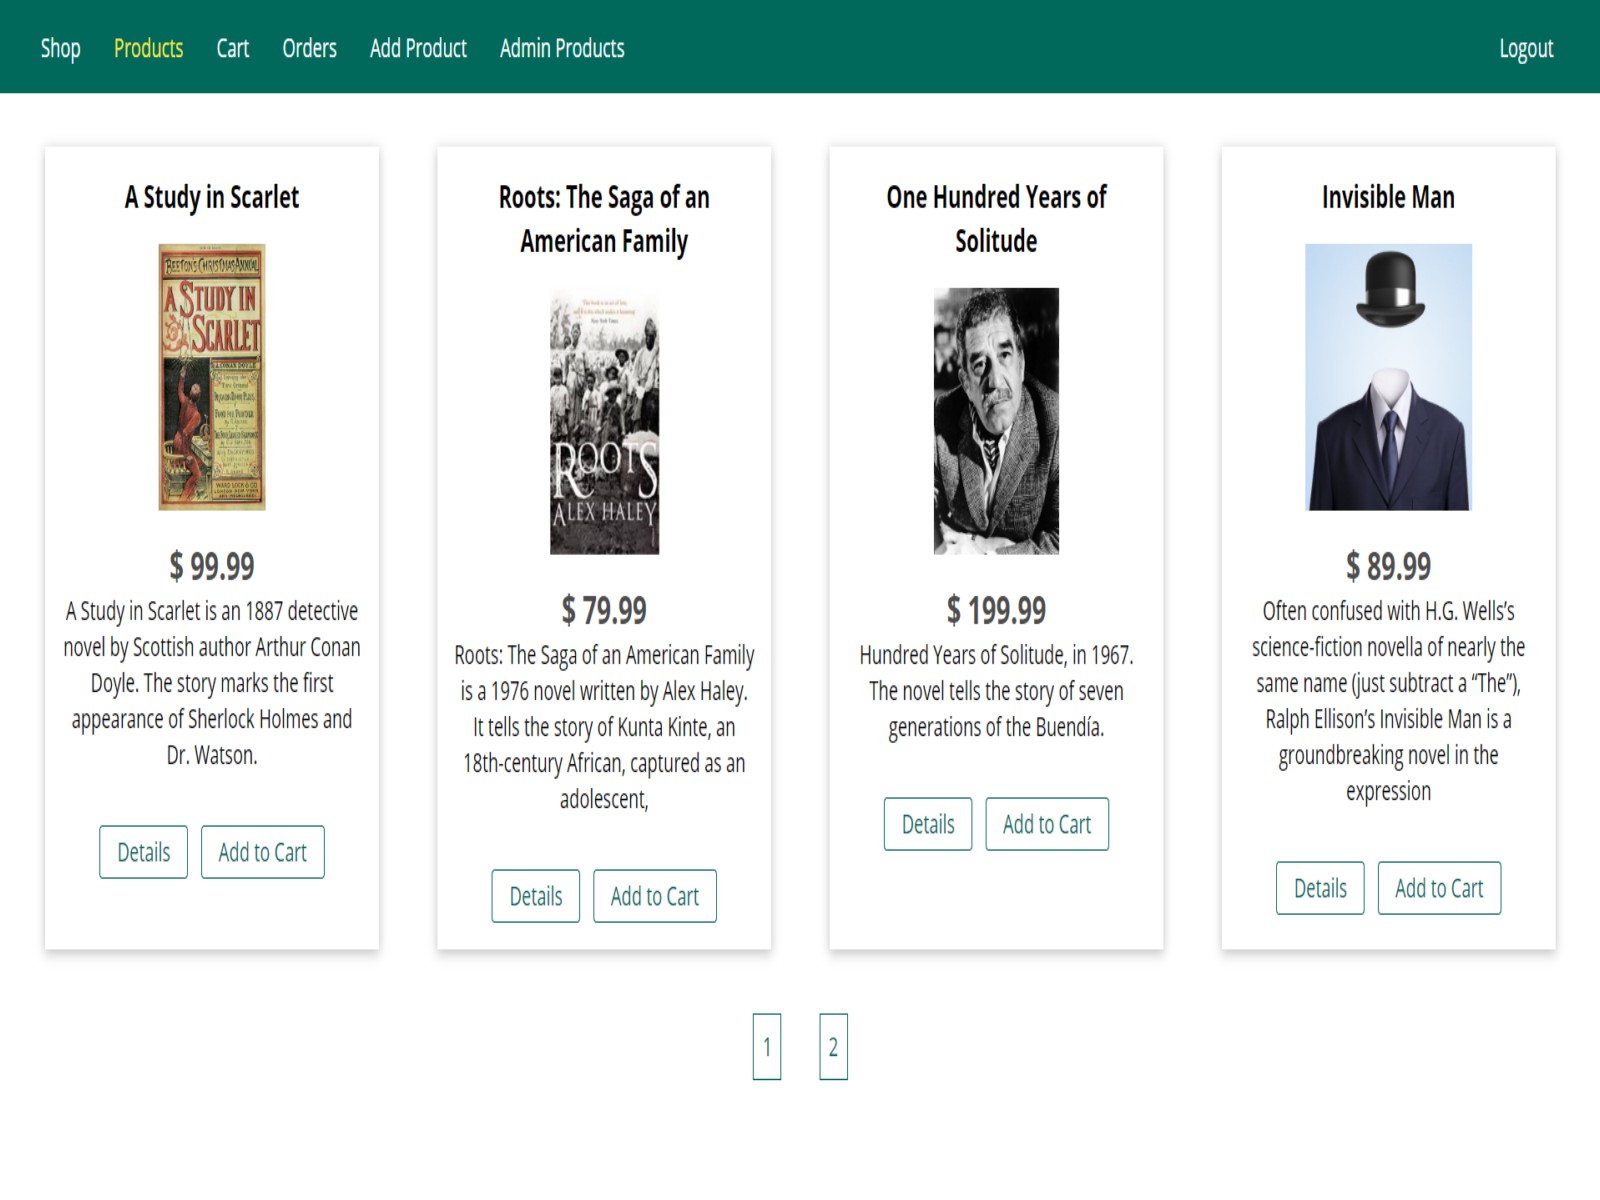 Shop Products Cart Orders Add Product Admin Products Logout
A Study in Scarlet
BEETON'S CHRISTMAS ANNUAL
A STUDY IN
SCARLET
WARD LOCK & CO
$ 99.99
A Study in Scarlet is an 1887 detective
novel by Scottish author Arthur Conan
Doyle. The story marks the first
appearance of Sherlock Holmes and
Dr. Watson.
Details Add to Cart
Roots: The Saga of an
American Family
ROOTS
ALEX HALEY
$ 79.99
Roots: The Saga of an American Family
is a 1976 novel written by Alex Haley.
It tells the story of Kunta Kinte, an
18th-century African, captured as an
adolescent,
Details Add to Cart
One Hundred Years of
Solitude
$ 199.99
Hundred Years of Solitude, in 1967.
The novel tells the story of seven
generations of the Buendía.
Details Add to Cart
Invisible Man
$ 89.99
Often confused with H.G. Wells’s
science-fiction novella of nearly the
same name (just subtract a “The”),
Ralph Ellison’s Invisible Man is a
groundbreaking novel in the
expression
Details Add to Cart
1 2